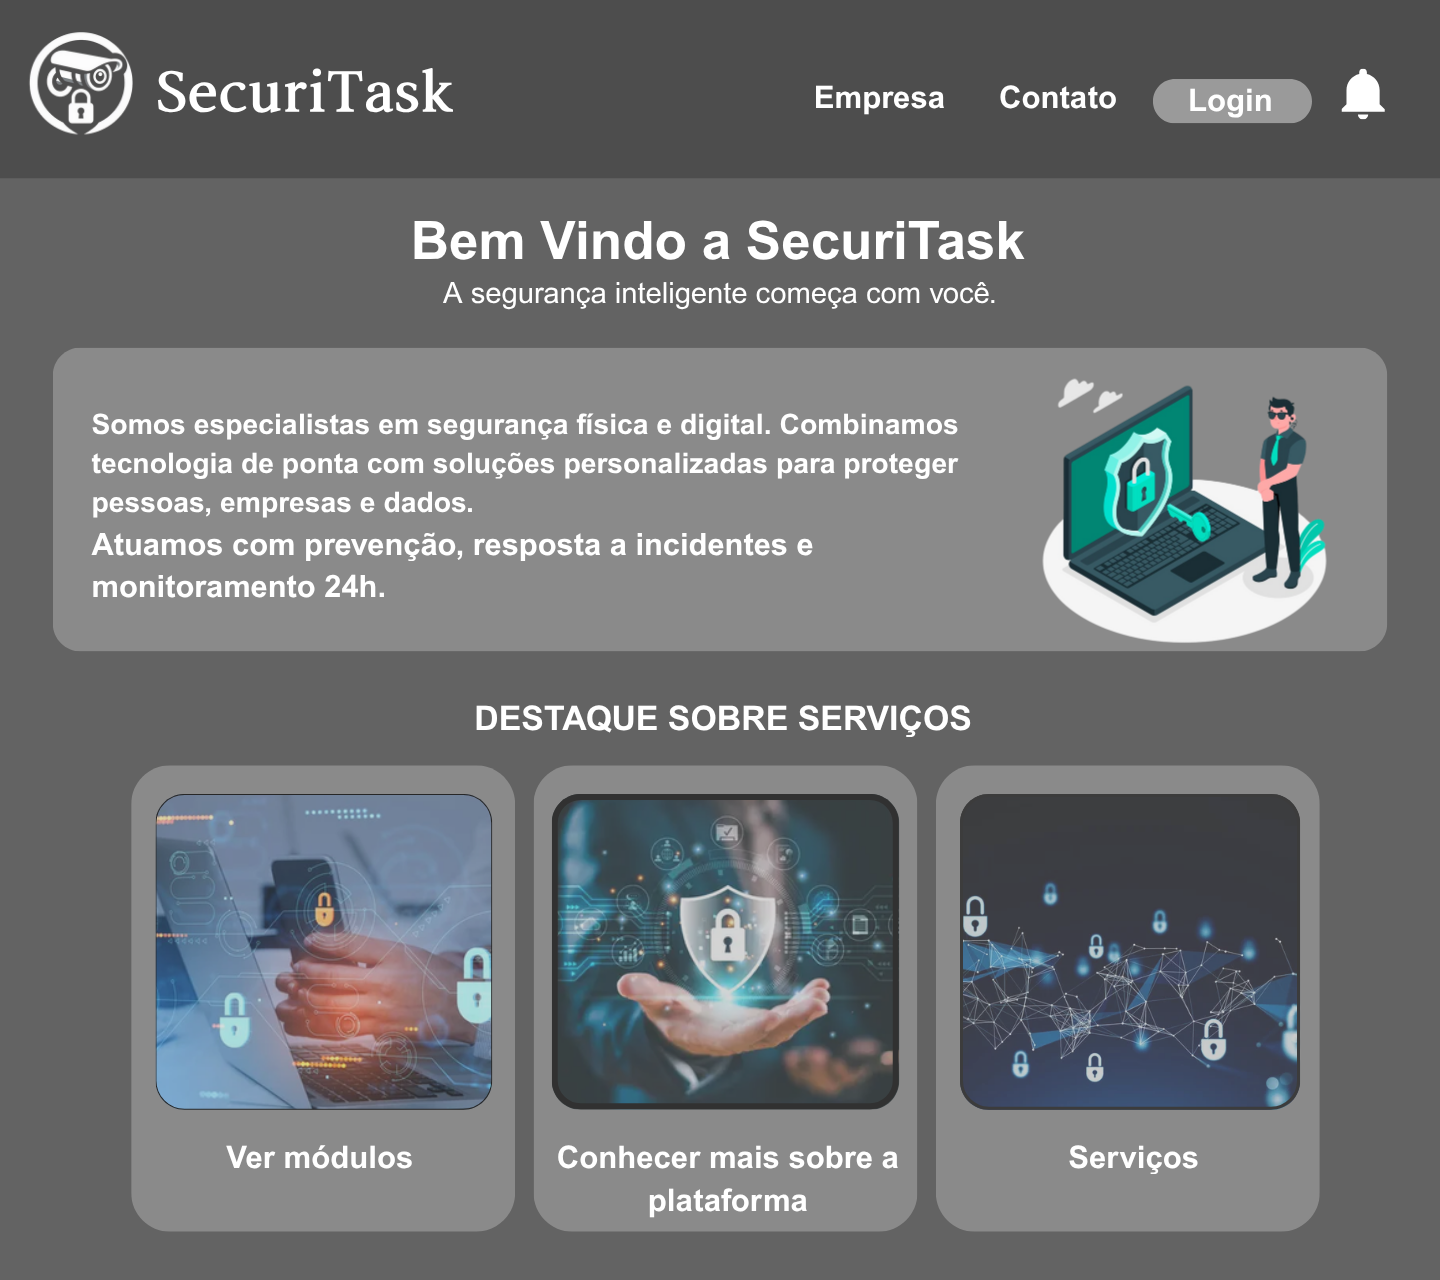 SecuriTask
Empresa
Contato
Login
Bem Vindo a SecuriTask
A segurança inteligente começa com você.
Somos especialistas em segurança física e digital. Combinamos
tecnologia de ponta com soluções personalizadas para proteger
pessoas, empresas e dados.
Atuamos com prevenção, resposta a incidentes e
monitoramento 24h.
DESTAQUE SOBRE SERVIÇOS
Ver módulos
Conhecer mais sobre a
plataforma
Serviços